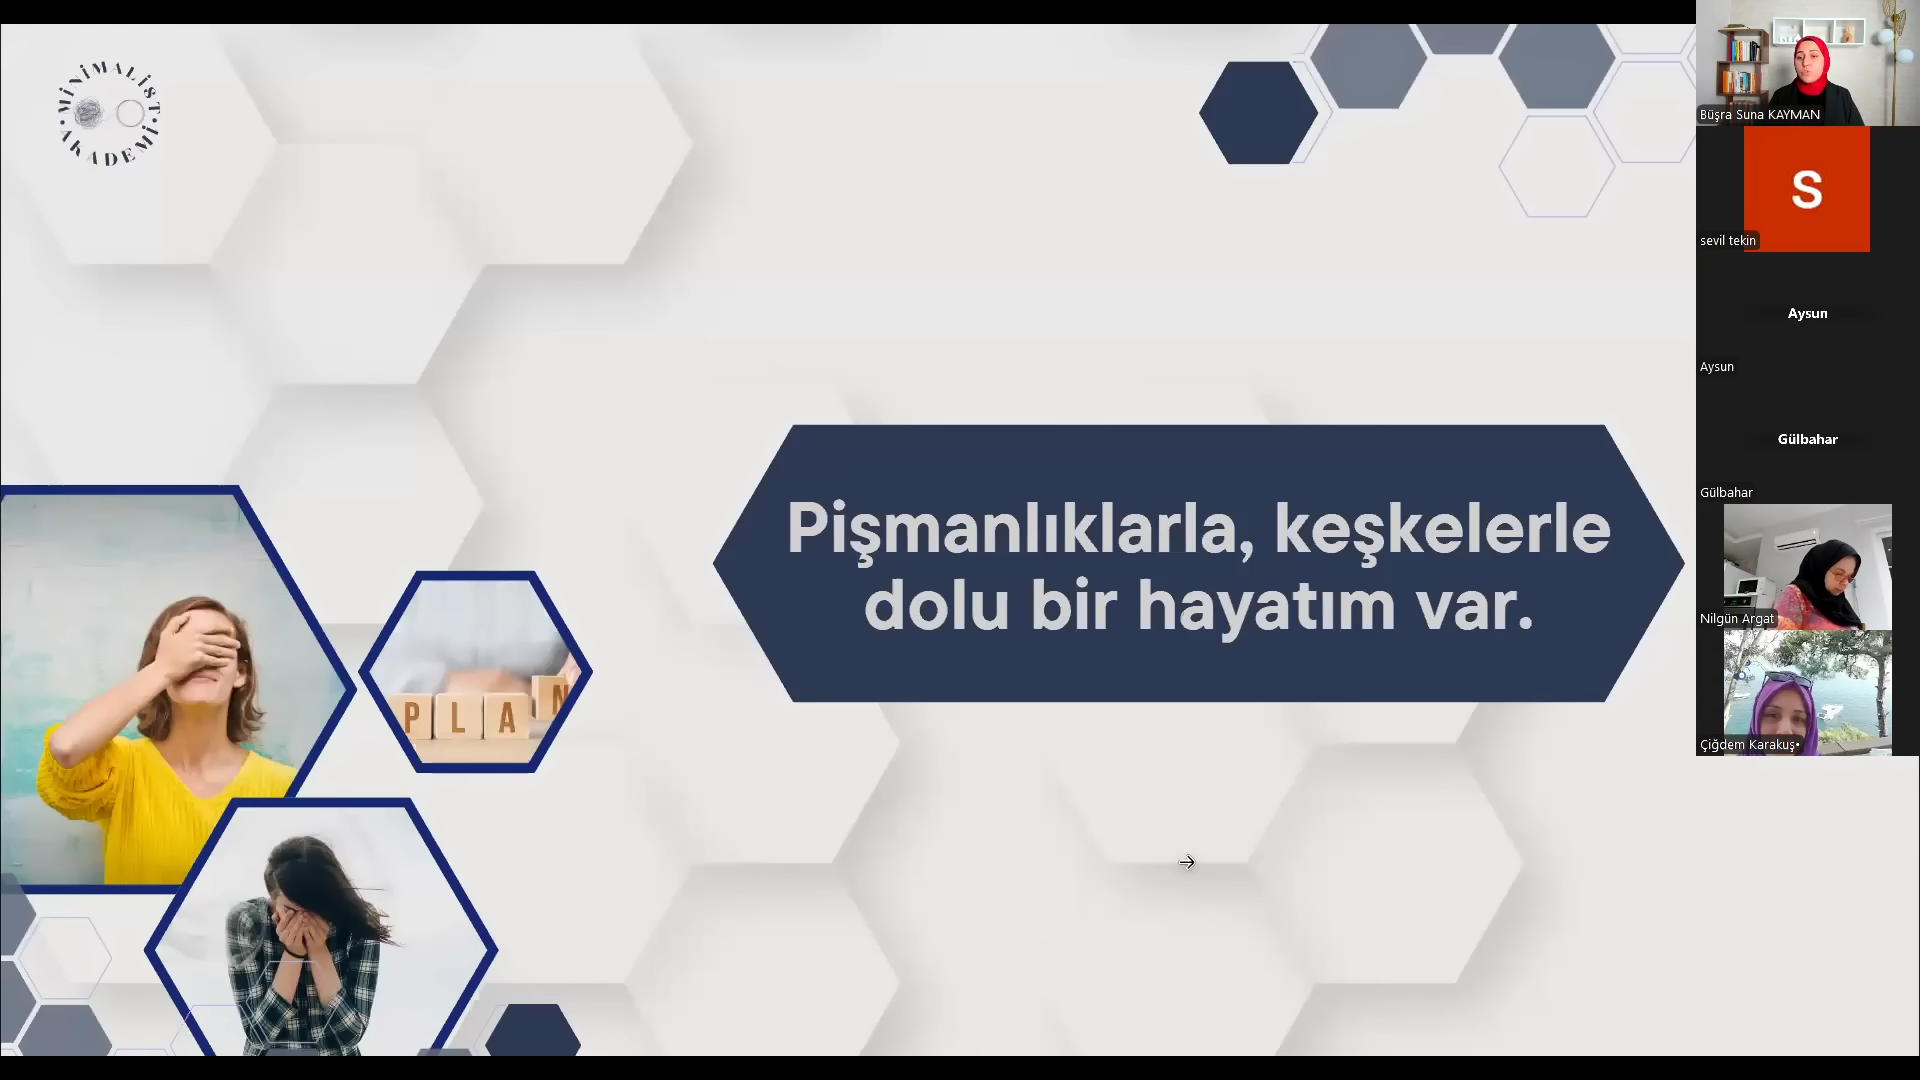 MİNİMALİST
AKADEMİ
Pişmanlıklarla, keşkelerle
dolu bir hayatım var.
PLAN
Büşra Suna KAYMAN
S
sevil tekin
Aysun
Aysun
Gülbahar
Gülbahar
Nilgün Argat
Çiğdem Karakuş•